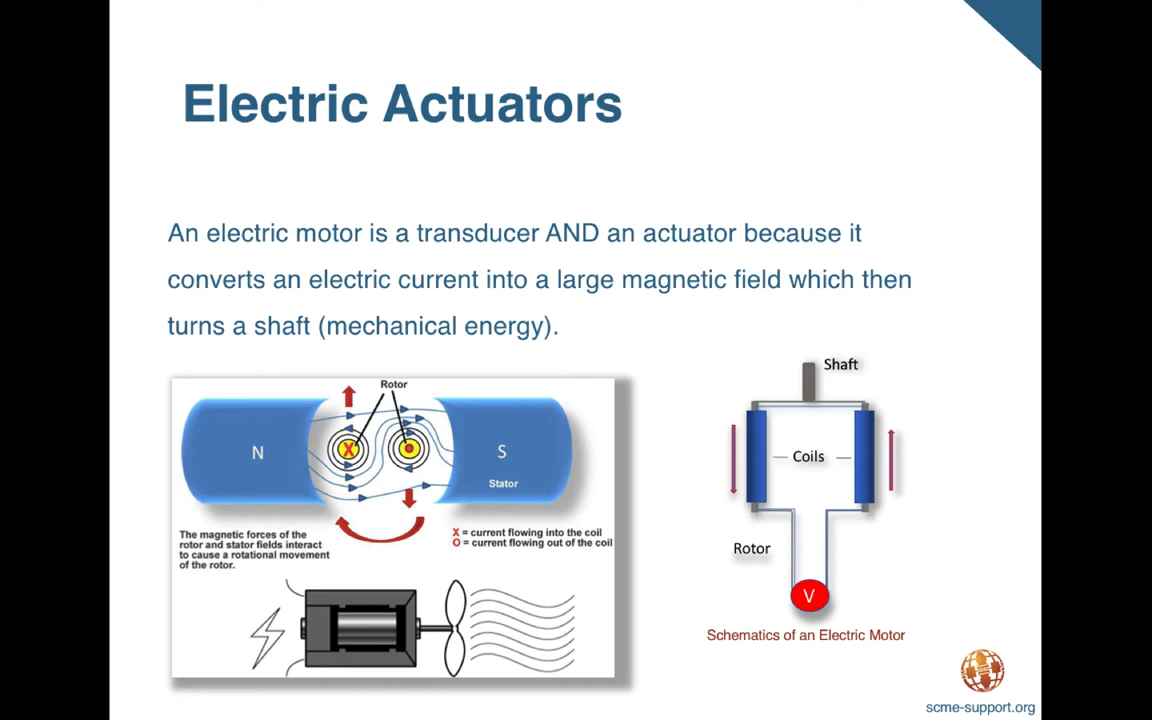 Electric Actuators
An electric motor is a transducer AND an actuator because it
converts an electric current into a large magnetic field which then
turns a shaft (mechanical energy).
Rotor
N
X
S
Stator
The magnetic forces of the
rotor and stator fields interact
to cause a rotational movement
of the rotor.
X = current flowing into the coil
O = current flowing out of the coil
Shaft
Coils
Rotor
V
Schematics of an Electric Motor
scme-support.org